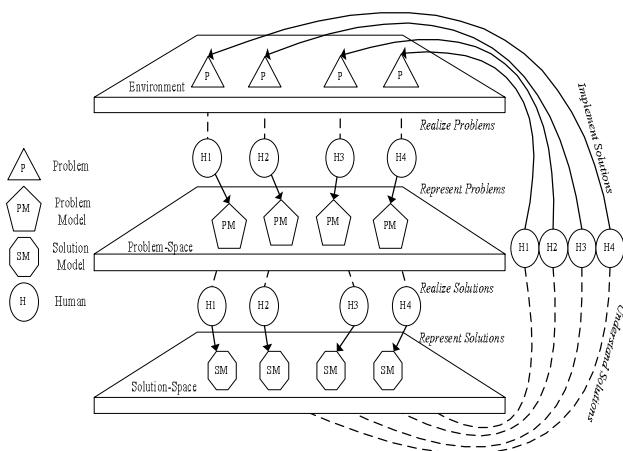 P P P P
Environment
Realize Problems
H1 H2 H3 H4
Represent Problems
PM PM PM PM
Problem-Space
Realize Solutions
H1 H2 H3 H4
Represent Solutions
SM SM SM SM
Solution-Space
P Problem
PM Problem
Model
SM Solution
Model
H Human
Implement Solutions
H1 H2 H3 H4
Understand Solutions